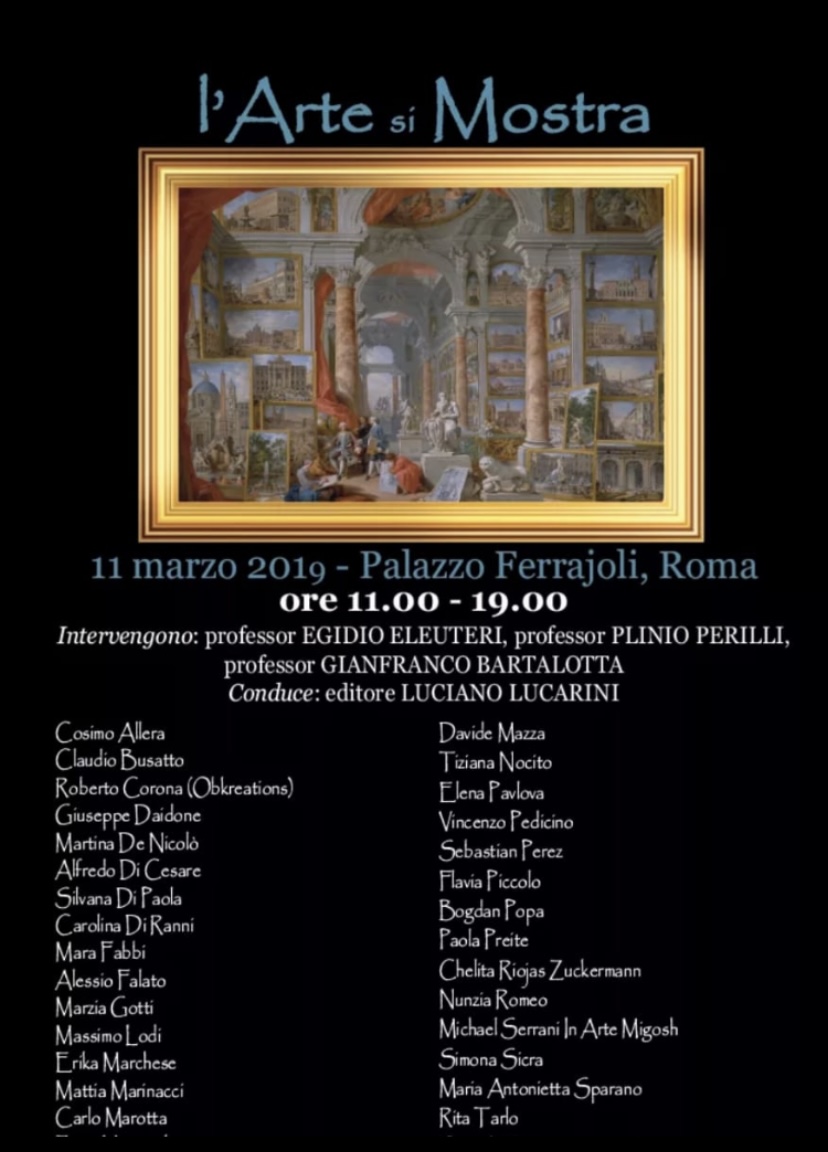 l'Arte si Mostra
11 marzo 2019 - Palazzo Ferrajoli, Roma
ore 11.00 - 19.00
Intervengono: professor EGIDIO ELEUTERI, professor PLINIO PERILLI,
professor GIANFRANCO BARTALOTTA
Conduce: editore LUCIANO LUCARINI
Cosimo Allera
Claudio Busatto
Roberto Corona (Obkreations)
Giuseppe Daidone
Martina De Nicolò
Alfredo Di Cesare
Silvana Di Paola
Carolina Di Ranni
Mara Fabbi
Alessio Falato
Marzia Gotti
Massimo Lodi
Erika Marchese
Mattia Marinacci
Carlo Marotta
Davide Mazza
Tiziana Nocito
Elena Pavlova
Vincenzo Pedicino
Sebastian Perez
Flavia Piccolo
Bogdan Popa
Paola Preite
Chelita Riojas Zuckermann
Nunzia Romeo
Michael Serrani In Arte Migosh
Simona Sicra
Maria Antonietta Sparano
Rita Tarlo